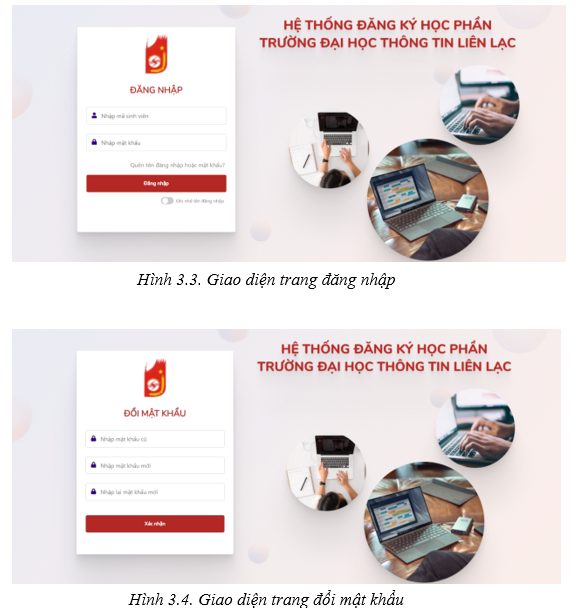 HỆ THỐNG ĐĂNG KÝ HỌC PHẦN
TRƯỜNG ĐẠI HỌC THÔNG TIN LIÊN LẠC
ĐĂNG NHẬP
Nhập mã sinh viên
Nhập mật khẩu
Quên tên đăng nhập hoặc mật khẩu?
Đăng nhập
Ghi nhớ tên đăng nhập
Hình 3.3. Giao diện trang đăng nhập
HỆ THỐNG ĐĂNG KÝ HỌC PHẦN
TRƯỜNG ĐẠI HỌC THÔNG TIN LIÊN LẠC
ĐỔI MẬT KHẨU
Nhập mật khẩu cũ
Nhập mật khẩu mới
Nhập lại mật khẩu mới
Xác nhận
Hình 3.4. Giao diện trang đổi mật khẩu